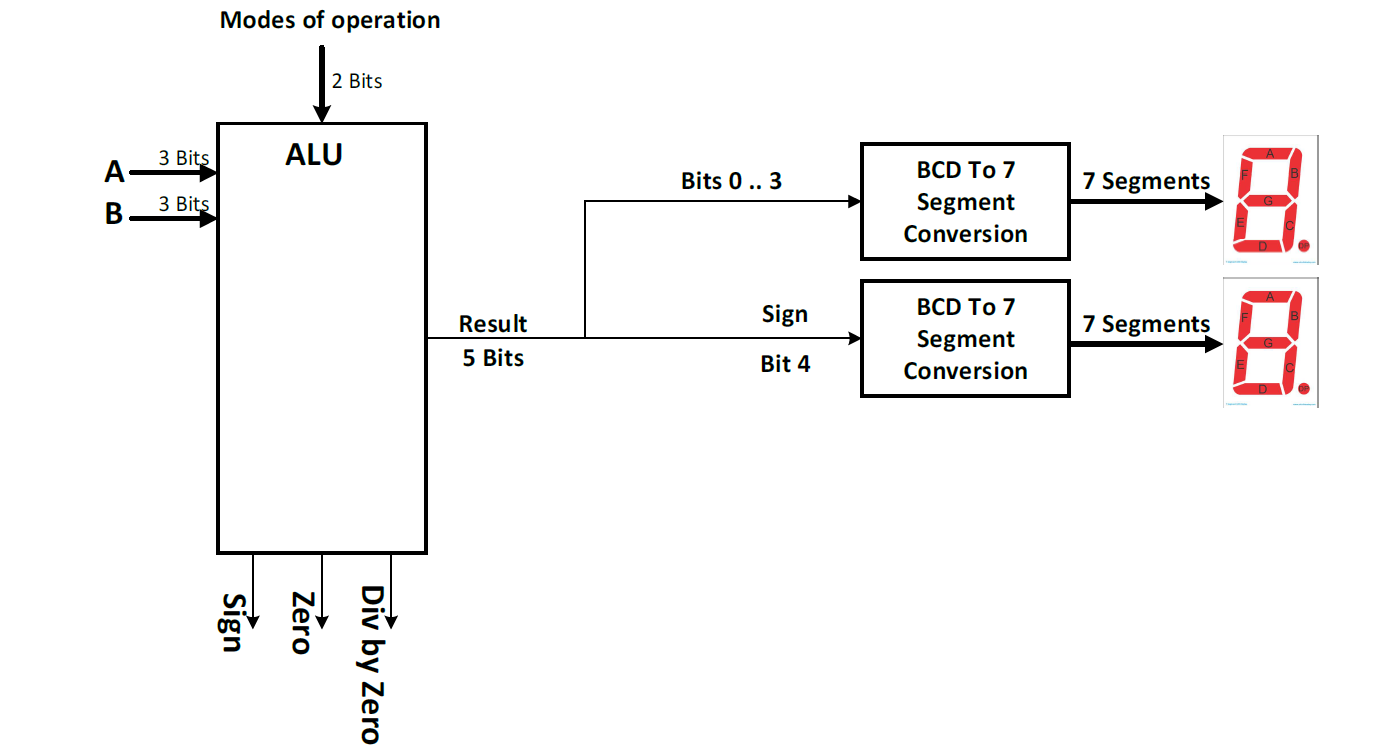 Modes of operation
2 Bits
ALU
A
3 Bits
B
3 Bits
Bits 0 .. 3
BCD To 7
Segment
Conversion
7 Segments
A
F
B
G
E
C
D
DP
Result
5 Bits
Sign
Bit 4
BCD To 7
Segment
Conversion
7 Segments
A
F
B
G
E
C
D
DP
Sign
Zero
Div by Zero